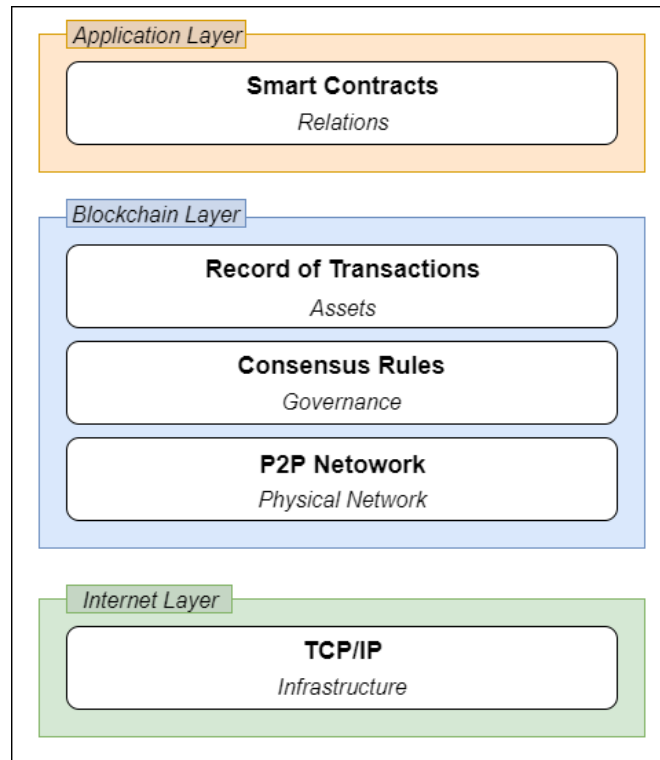 Application Layer
Smart Contracts
Relations
Blockchain Layer
Record of Transactions
Assets
Consensus Rules
Governance
P2P Netowork
Physical Network
Internet Layer
TCP/IP
Infrastructure